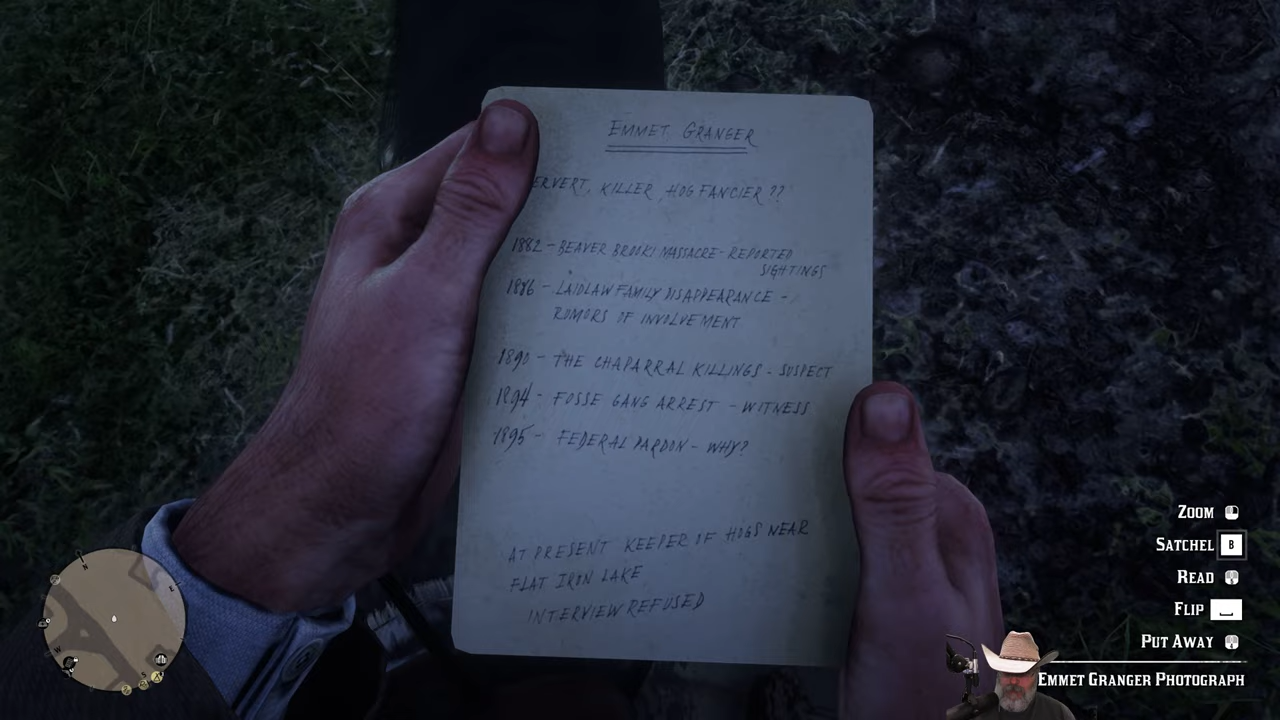 EMMET GRANGER
ERVERT, KILLER, HOG FANCIER ??
1882 - BEAVER BROOK! MASSACRE - REPORTED
SIGHTINGS
1886 - LAIDLAW FAMILY DISAPPEARANCE -
RUMORS OF INVOLVEMENT
1890 - THE CHAPARRAL KILLINGS - SUSPECT
1894 - FOSSE GANG ARREST - WITNESS
1895 - FEDERAL PARDON - WHY?
AT PRESENT KEEPER OF HOGS NEAR
FLAT IRON LAKE
INTERVIEW REFUSED
ZOOM
SATCHEL B
READ
FLIP
PUT AWAY
EMMET GRANGER PHOTOGRAPH